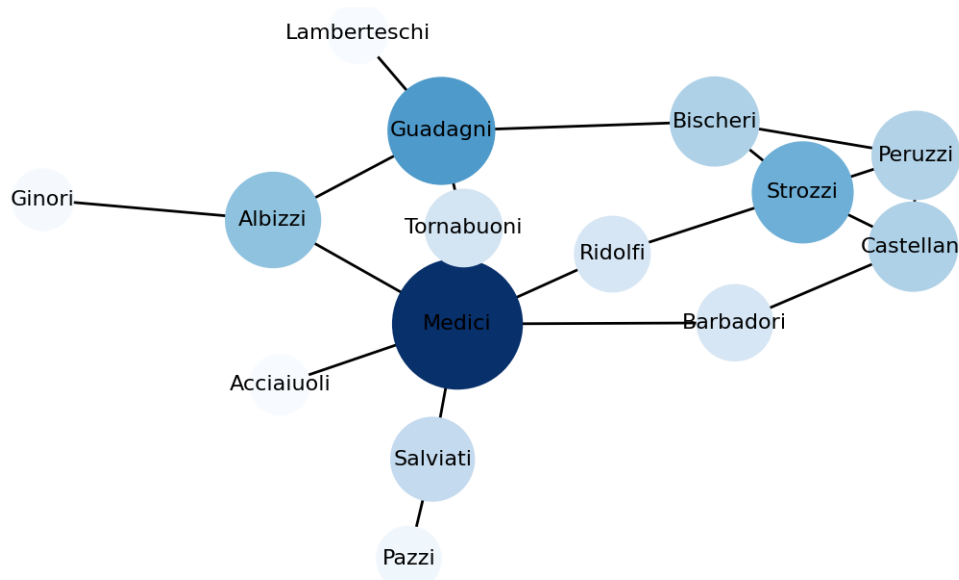 Lamberteschi
Guadagni
Bischeri
Peruzzi
Ginori
Albizzi
Tornabuoni
Strozzi
Ridolfi
Castellan
Medici
Barbadori
Acciaiuoli
Salviati
Pazzi